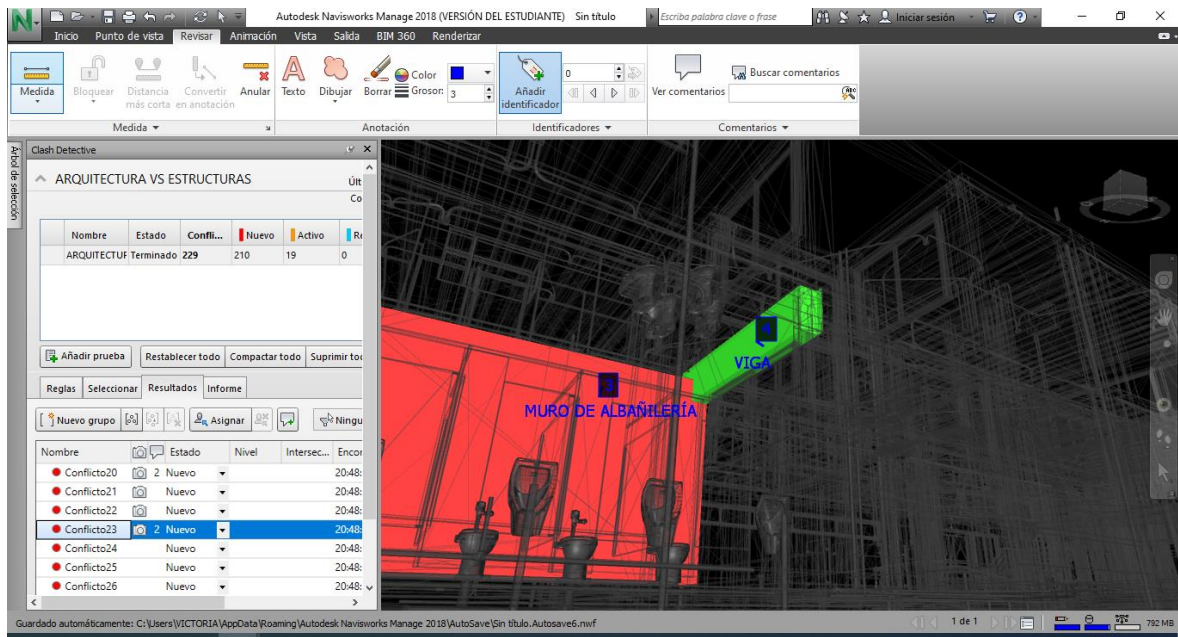 Autodesk Navisworks Manage 2018 (VERSIÓN DEL ESTUDIANTE) Sin título
Escriba palabra clave o frase
Iniciar sesión
Inicio Punto de vista Revisar Animación Vista Salida BIM 360 Renderizar
Medida
Bloquear
Distancia más corta
Convertir en anotación
Anular
Texto
Dibujar
Borrar
Color
Grosor: 3
Añadir identificador
0
Ver comentarios
Buscar comentarios
Medida
Anotación
Identificadores
Comentarios
Árbol de selección
Clash Detective
ARQUITECTURA VS ESTRUCTURAS
Últ
Co
Nombre Estado Confli... Nuevo Activo Re
ARQUITECTUR Terminado 229 210 19 0
Añadir prueba Restablecer todo Compactar todo Suprimir too
Reglas Seleccionar Resultados Informe
Nuevo grupo Asignar Ningu
Nombre Estado Nivel Intersec... Encor
Conflicto20 2 Nuevo 20:48:
Conflicto21 Nuevo 20:48:
Conflicto22 Nuevo 20:48:
Conflicto23 2 Nuevo 20:48:
Conflicto24 Nuevo 20:48:
Conflicto25 Nuevo 20:48:
Conflicto26 Nuevo 20:48:
4
VIGA
3
MURO DE ALBAÑILERÍA
Guardado automáticamente: C:\Users\VICTORIA\AppData\Roaming\Autodesk Navisworks Manage 2018\AutoSave\Sin título.Autosave6.nwf
1 de 1
792 MB